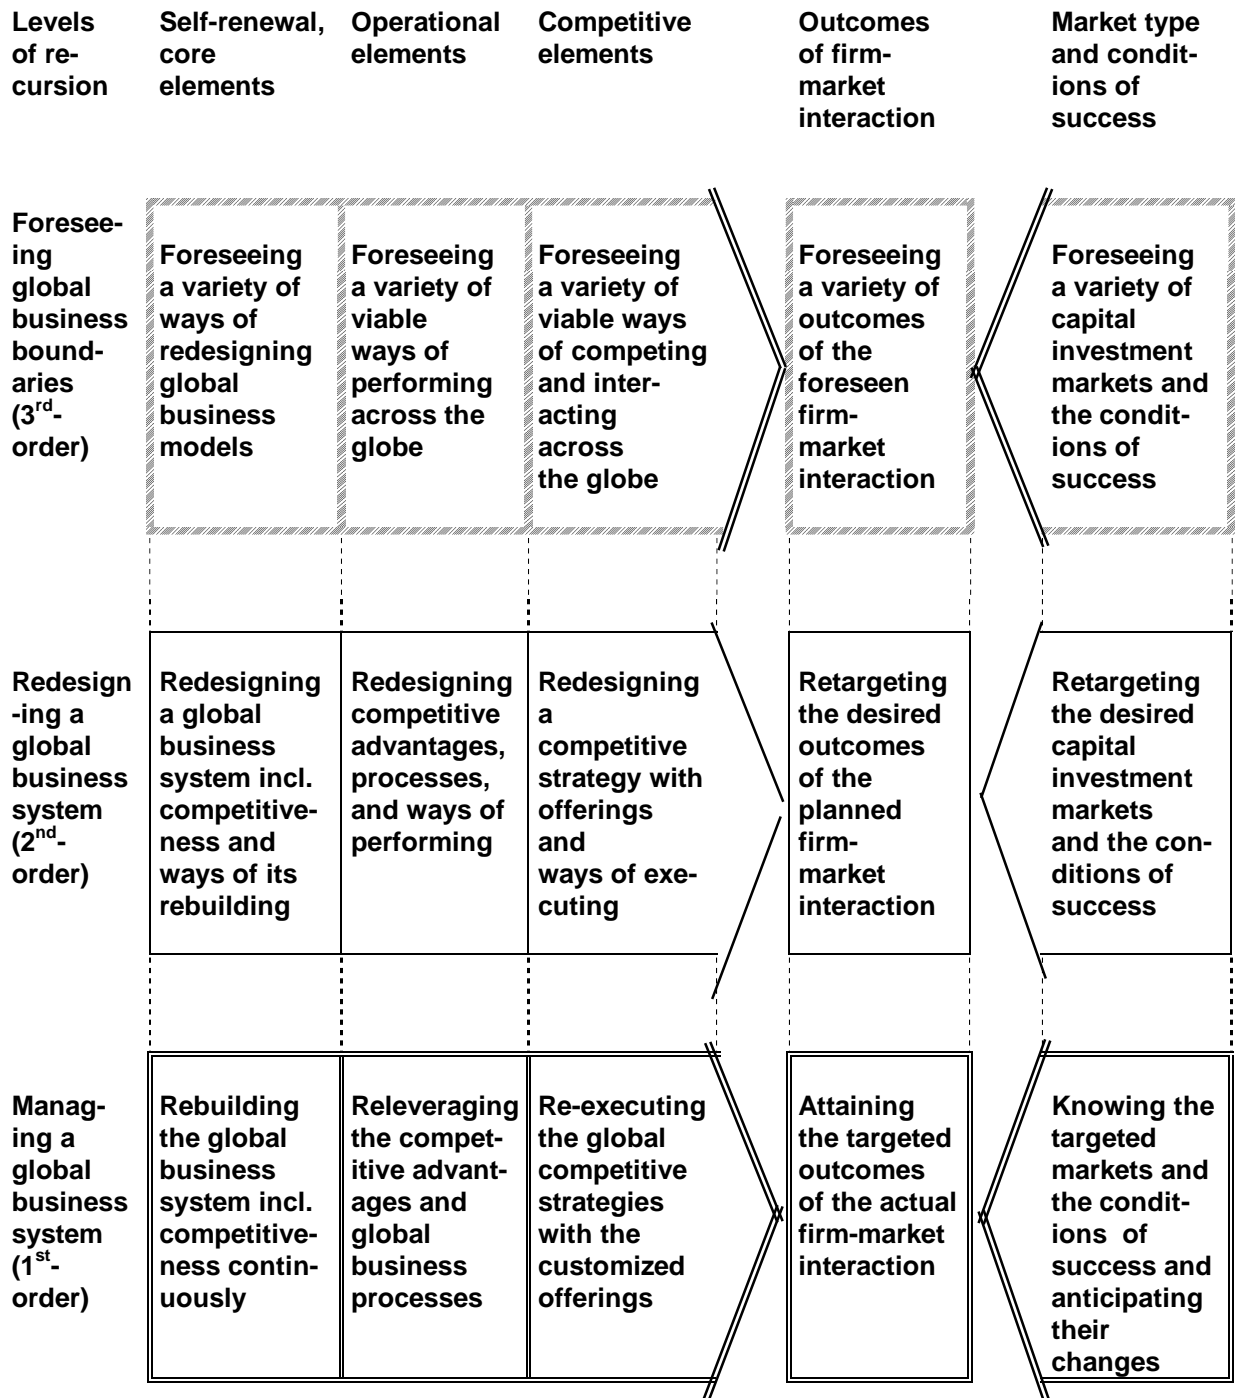 Levels
of re-
cursion
Self-renewal,
core
elements
Operational
elements
Competitive
elements
Outcomes
of firm-
market
interaction
Market type
and condit-
ions of
success
Foresee-
ing
global
business
bound-
aries
(3rd-
order)
Foreseeing
a variety of
ways of
redesigning
global
business
models
Foreseeing
a variety of
viable
ways of
performing
across the
globe
Foreseeing
a variety of
viable ways
of competing
and inter-
acting
across
the globe
Foreseeing
a variety of
outcomes
of the
foreseen
firm-
market
interaction
Foreseeing
a variety of
capital
investment
markets and
the condit-
ions of
success
Redesign
-ing a
global
business
system
(2nd-
order)
Redesigning
a global
business
system incl.
competitive-
ness and
ways of its
rebuilding
Redesigning
competitive
advantages,
processes,
and ways of
performing
Redesigning
a
competitive
strategy with
offerings
and
ways of exe-
cuting
Retargeting
the desired
outcomes
of the
planned
firm-
market
interaction
Retargeting
the desired
capital
investment
markets
and the con-
ditions of
success
Manag-
ing a
global
business
system
(1st-
order)
Rebuilding
the global
business
system incl.
competitive-
ness contin-
uously
Releveraging
the compet-
itive advant-
ages and
global
business
processes
Re-executing
the global
competitive
strategies
with the
customized
offerings
Attaining
the targeted
outcomes
of the actual
firm-market
interaction
Knowing the
targeted
markets and
the condit-
ions of
success and
anticipating
their
changes